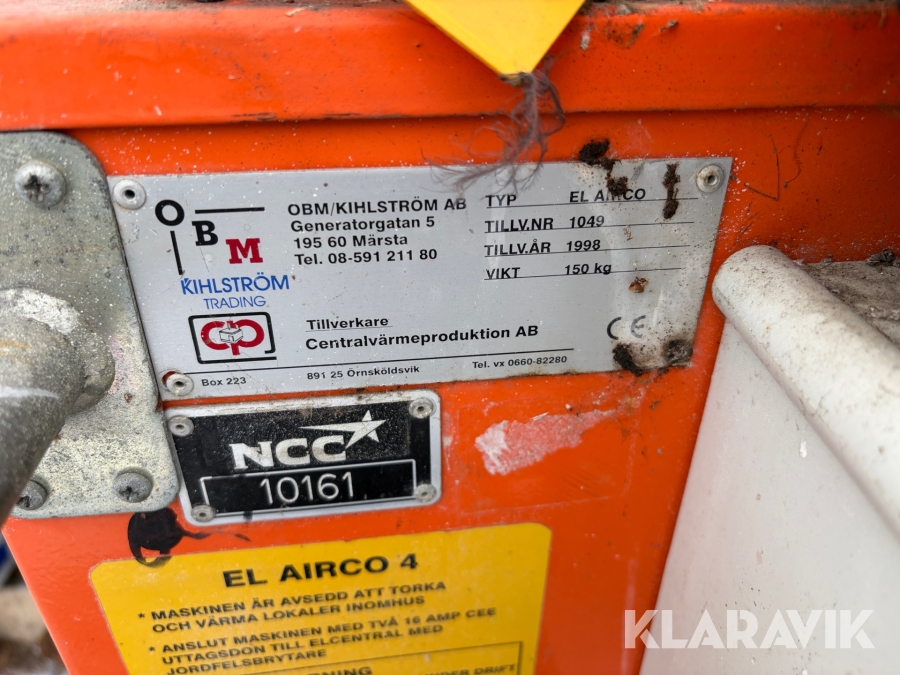 OBM
KIHLSTRÖM
TRADING
OBM/KIHLSTRÖM AB
Generatorgatan 5
195 60 Märsta
Tel. 08-591 211 80
TYP EL AIRCO
TILLV.NR 1049
TILLV.ÅR 1998
VIKT 150 kg
CP
Tillverkare
Centralvärmeproduktion AB
CE
Box 223 891 25 Örnsköldsvik Tel. vx 0660-82280
NCC
10161
EL AIRCO 4
* MASKINEN ÄR AVSEDD ATT TORKA
OCH VÄRMA LOKALER INOMHUS
* ANSLUT MASKINEN MED TVÅ 16 AMP CEE
UTTAGSDON TILL ELCENTRAL MED
JORDFELSBRYTARE
DRIFT
KLARAVIK